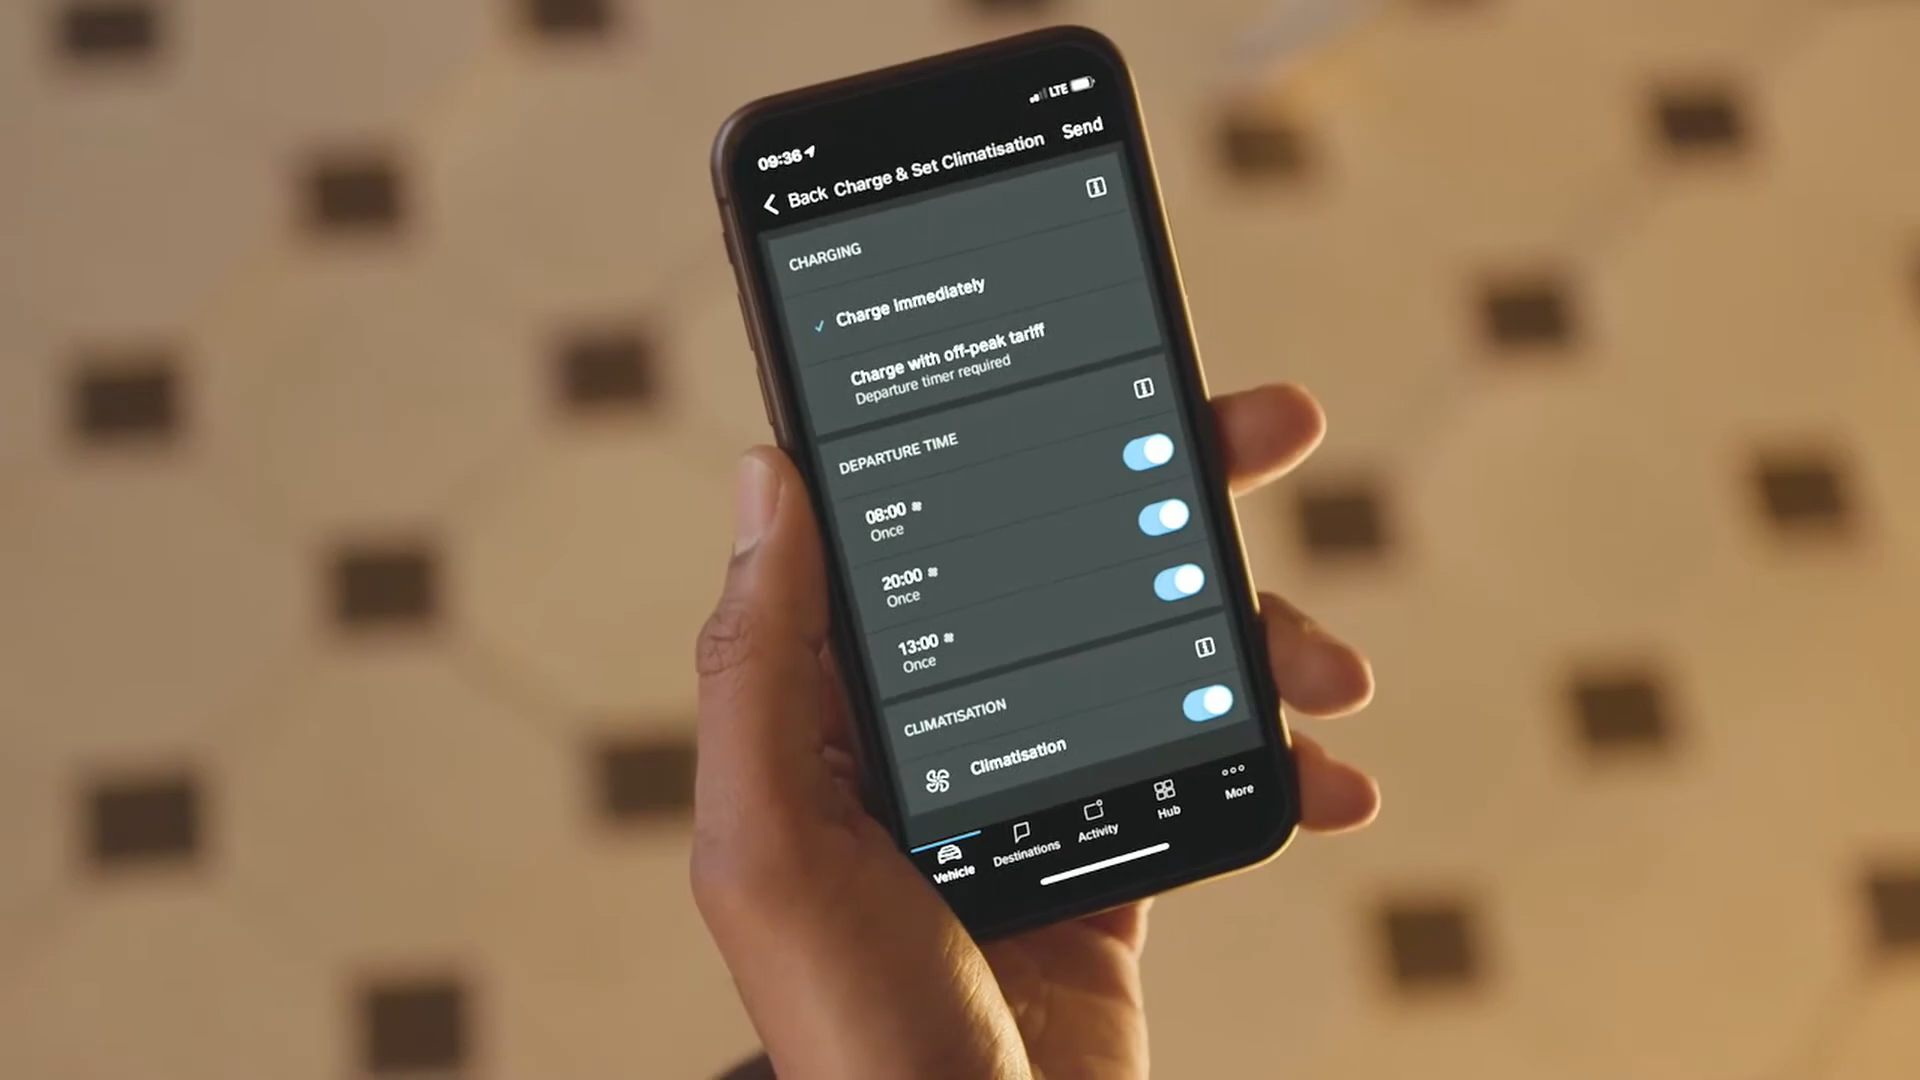 09:36
LTE
Back Charge & Set Climatisation Send
CHARGING
Charge immediately
Charge with off-peak tariff
Departure timer required
DEPARTURE TIME
08:00
Once
20:00
Once
13:00
Once
CLIMATISATION
Climatisation
Vehicle
Destinations
Activity
Hub
More